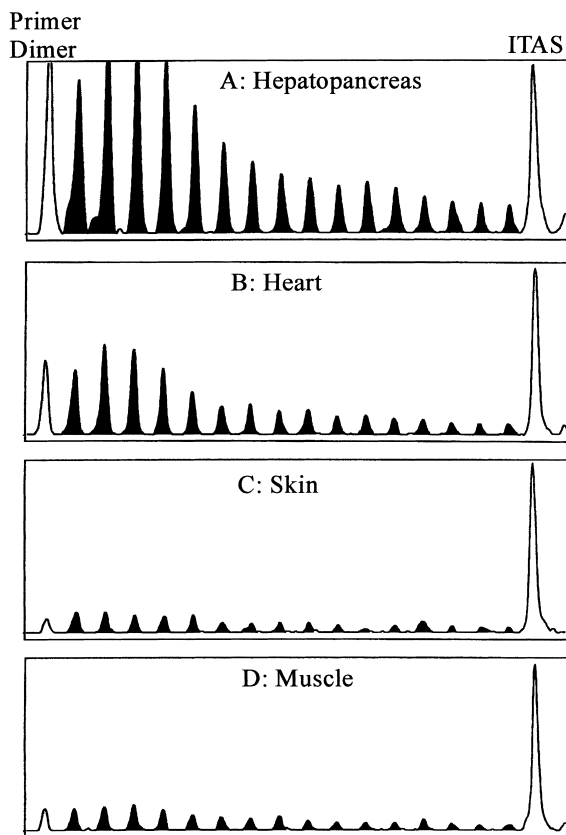 Primer
Dimer
ITAS
A: Hepatopancreas
B: Heart
C: Skin
D: Muscle